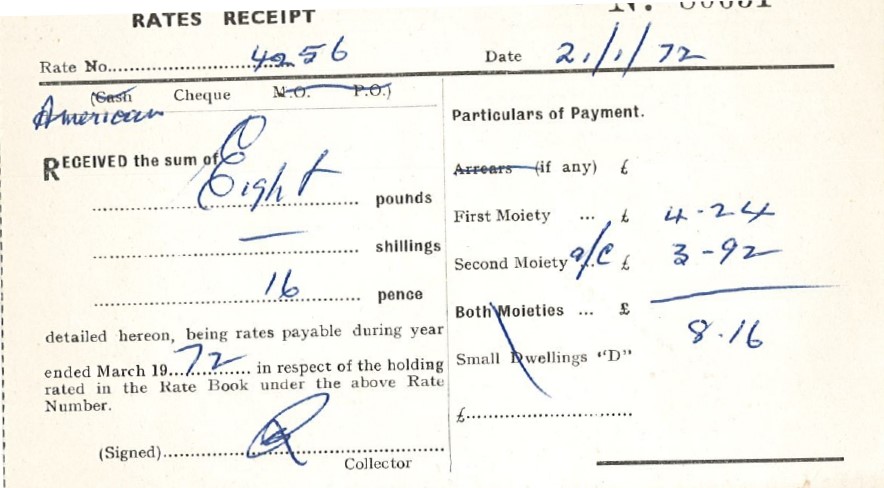 RATES RECEIPT
Rate No. 4256
Date 21/1/72
(Cash Cheque M.O. P.O.)
American
RECEIVED the sum of
Eight pounds
— shillings
16 pence
detailed hereon, being rates payable during year
ended March 19 72 in respect of the holding
rated in the Rate Book under the above Rate
Number.
(Signed)
Collector
Particulars of Payment.
Arrears (if any) £
First Moiety ... £ 4-24
Second Moiety a/c £ 3-92
Both Moieties ... £ 8.16
Small Dwellings "D"
£